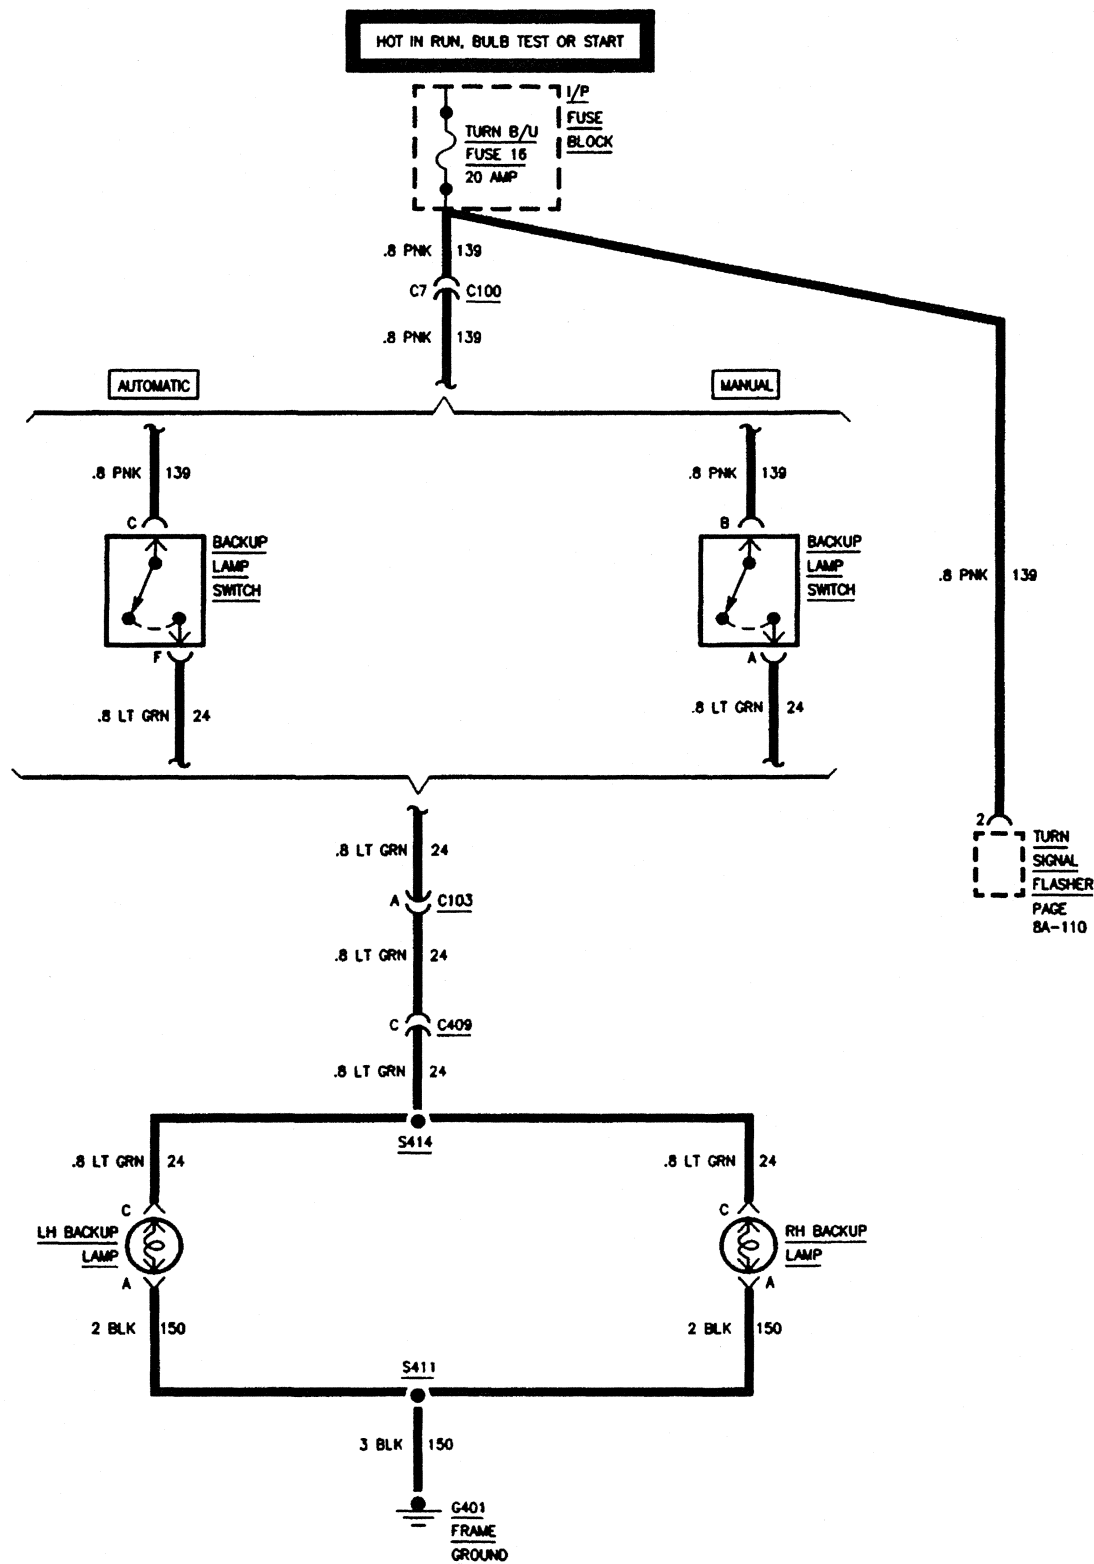 HOT IN RUN, BULB TEST OR START
I/P
FUSE
BLOCK
TURN B/U
FUSE 16
20 AMP
.8 PNK 139
C7 C100
.8 PNK 139
AUTOMATIC
MANUAL
.8 PNK 139
.8 PNK 139
C
B
BACKUP
LAMP
SWITCH
BACKUP
LAMP
SWITCH
.8 PNK 139
F
A
.8 LT GRN 24
.8 LT GRN 24
2
TURN
SIGNAL
FLASHER
PAGE
8A-110
.8 LT GRN 24
A C103
.8 LT GRN 24
C C409
.8 LT GRN 24
S414
.8 LT GRN 24
.8 LT GRN 24
C
C
LH BACKUP
LAMP
RH BACKUP
LAMP
A
A
2 BLK 150
2 BLK 150
S411
3 BLK 150
G401
FRAME
GROUND